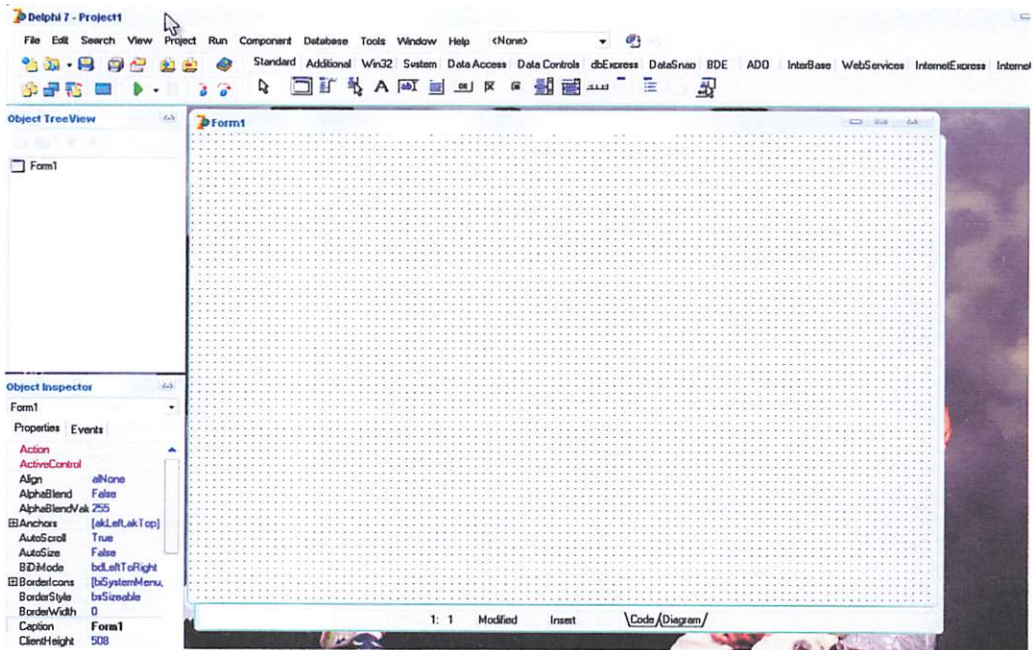 Delphi 7 - Project1
File Edit Search View Project Run Component Database Tools Window Help <None>
Standard Additional Win32 System Data Access Data Controls dbExpress DataSnap BDE ADO InterBase WebServices InternetExpress Internet
A ab OK
Object TreeView
Form1
Form1
Object Inspector
Form1
Properties Events
Action
ActiveControl
Align alNone
AlphaBlend False
AlphaBlendVal 255
Anchors [akLeft,akTop]
AutoScroll True
AutoSize False
BiDiMode bdLeftToRight
BorderIcons [biSystemMenu,
BorderStyle bsSizeable
BorderWidth 0
Caption Form1
ClientHeight 508
1: 1 Modified Insert Code Diagram